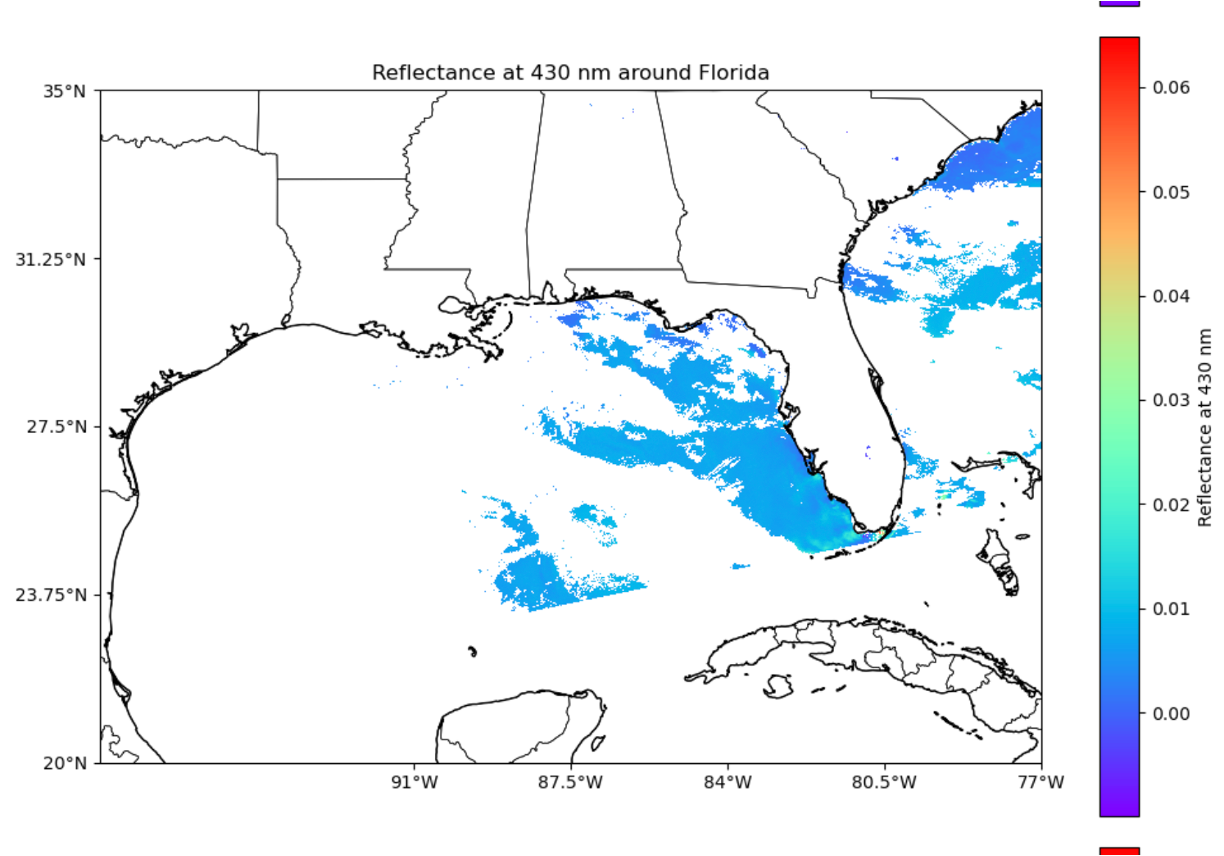 Reflectance at 430 nm around Florida
35°N
31.25°N
27.5°N
23.75°N
20°N
91°W
87.5°W
84°W
80.5°W
77°W
0.06
0.05
0.04
0.03
0.02
0.01
0.00
Reflectance at 430 nm